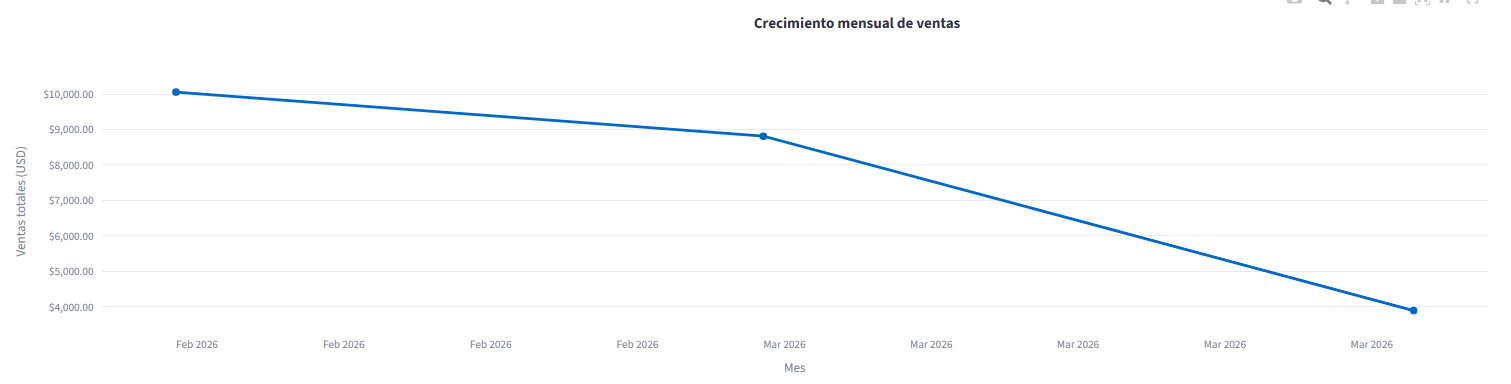 Crecimiento mensual de ventas
Ventas totales (USD)
$10,000.00
$9,000.00
$8,000.00
$7,000.00
$6,000.00
$5,000.00
$4,000.00
Feb 2026 Feb 2026 Feb 2026 Feb 2026 Mar 2026 Mar 2026 Mar 2026 Mar 2026 Mar 2026
Mes